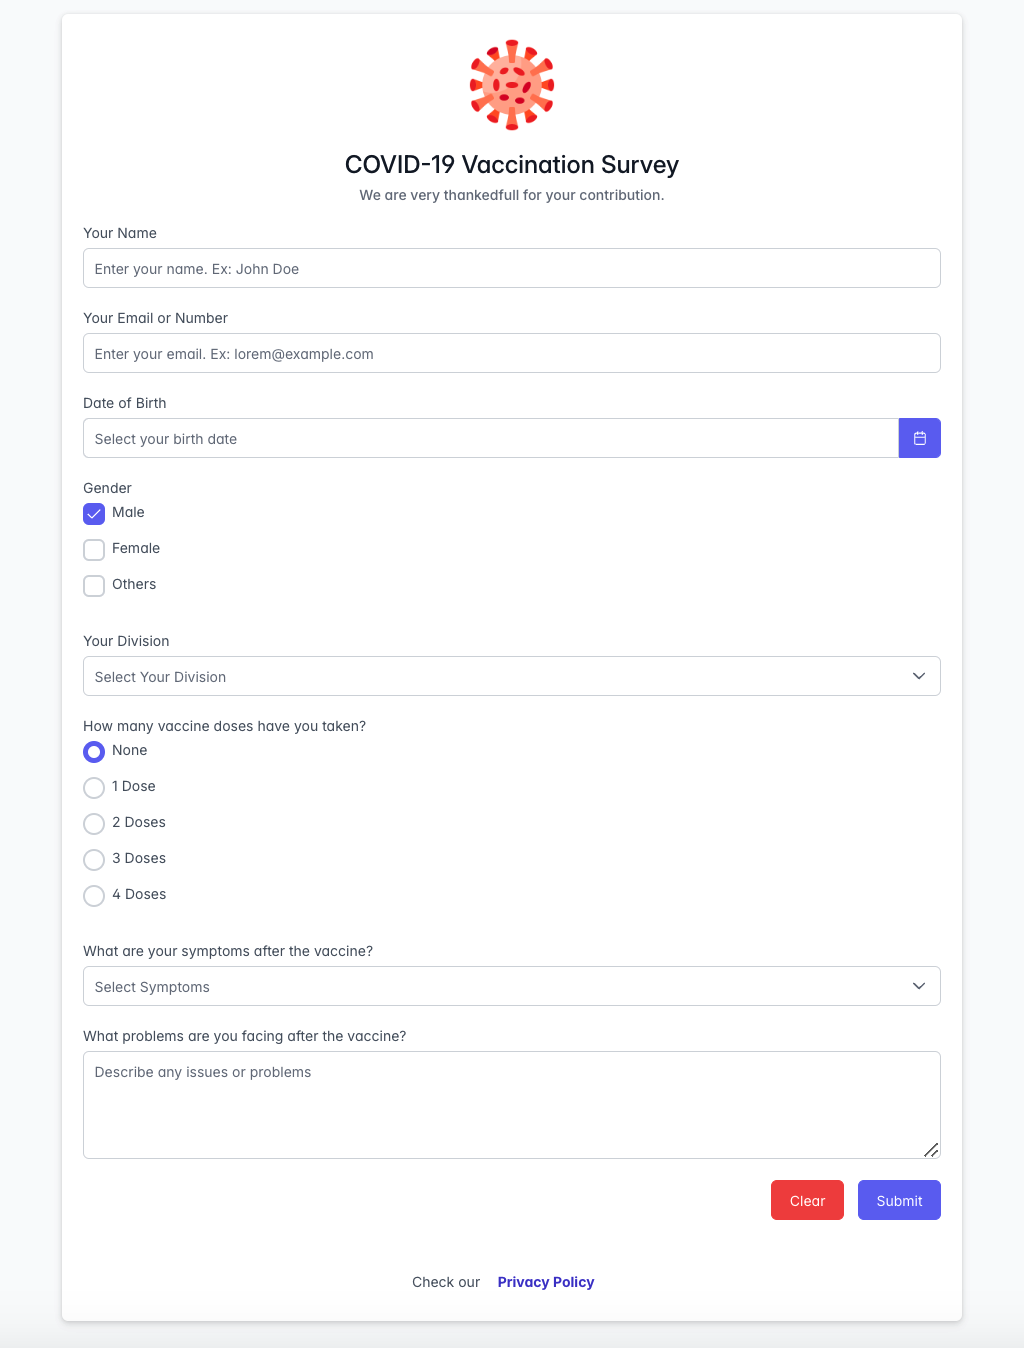 COVID-19 Vaccination Survey
We are very thankedfull for your contribution.
Your Name
Enter your name. Ex: John Doe
Your Email or Number
Enter your email. Ex: lorem@example.com
Date of Birth
Select your birth date
Gender
Male
Female
Others
Your Division
Select Your Division
How many vaccine doses have you taken?
None
1 Dose
2 Doses
3 Doses
4 Doses
What are your symptoms after the vaccine?
Select Symptoms
What problems are you facing after the vaccine?
Describe any issues or problems
Clear Submit
Check our Privacy Policy